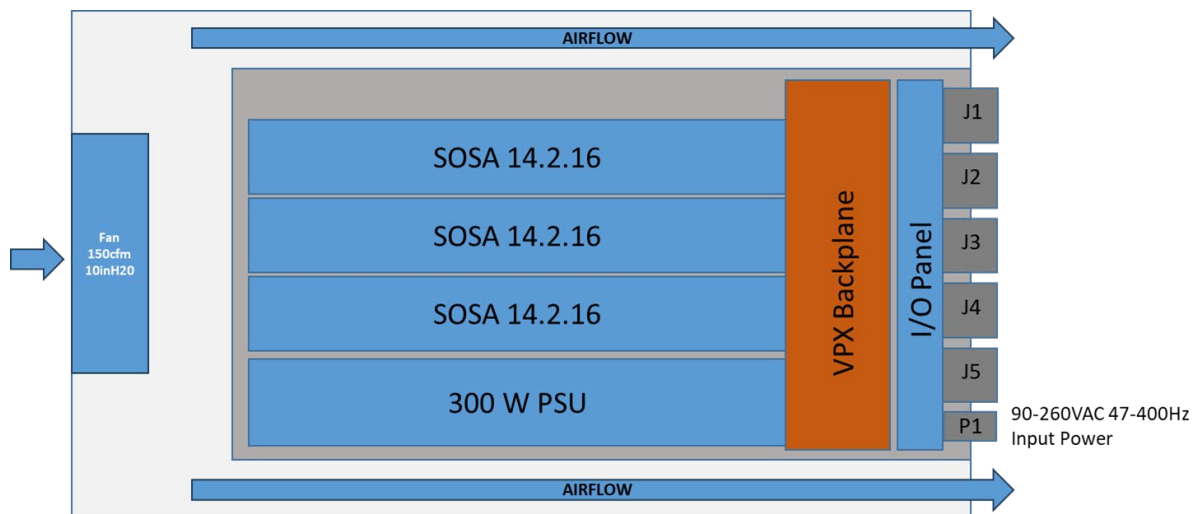 AIRFLOW
J1
SOSA 14.2.16
J2
Fan
150cfm
10inH20
SOSA 14.2.16
J3
VPX Backplane
I/O Panel
SOSA 14.2.16
J4
J5
300 W PSU
P1
90-260VAC 47-400Hz
Input Power
AIRFLOW